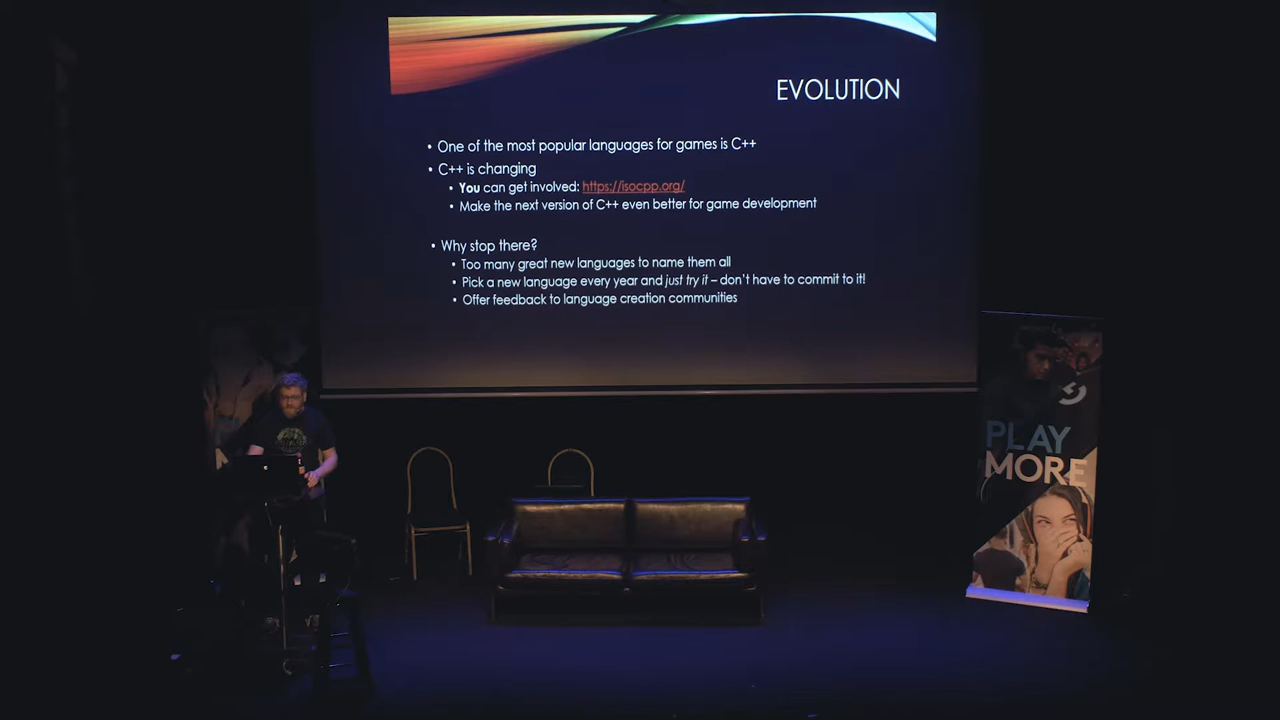 EVOLUTION
• One of the most popular languages for games is C++
• C++ is changing
• You can get involved: https://isocpp.org/
• Make the next version of C++ even better for game development
• Why stop there?
• Too many great new languages to name them all
• Pick a new language every year and just try it – don't have to commit to it!
• Offer feedback to language creation communities
PLAY
MORE